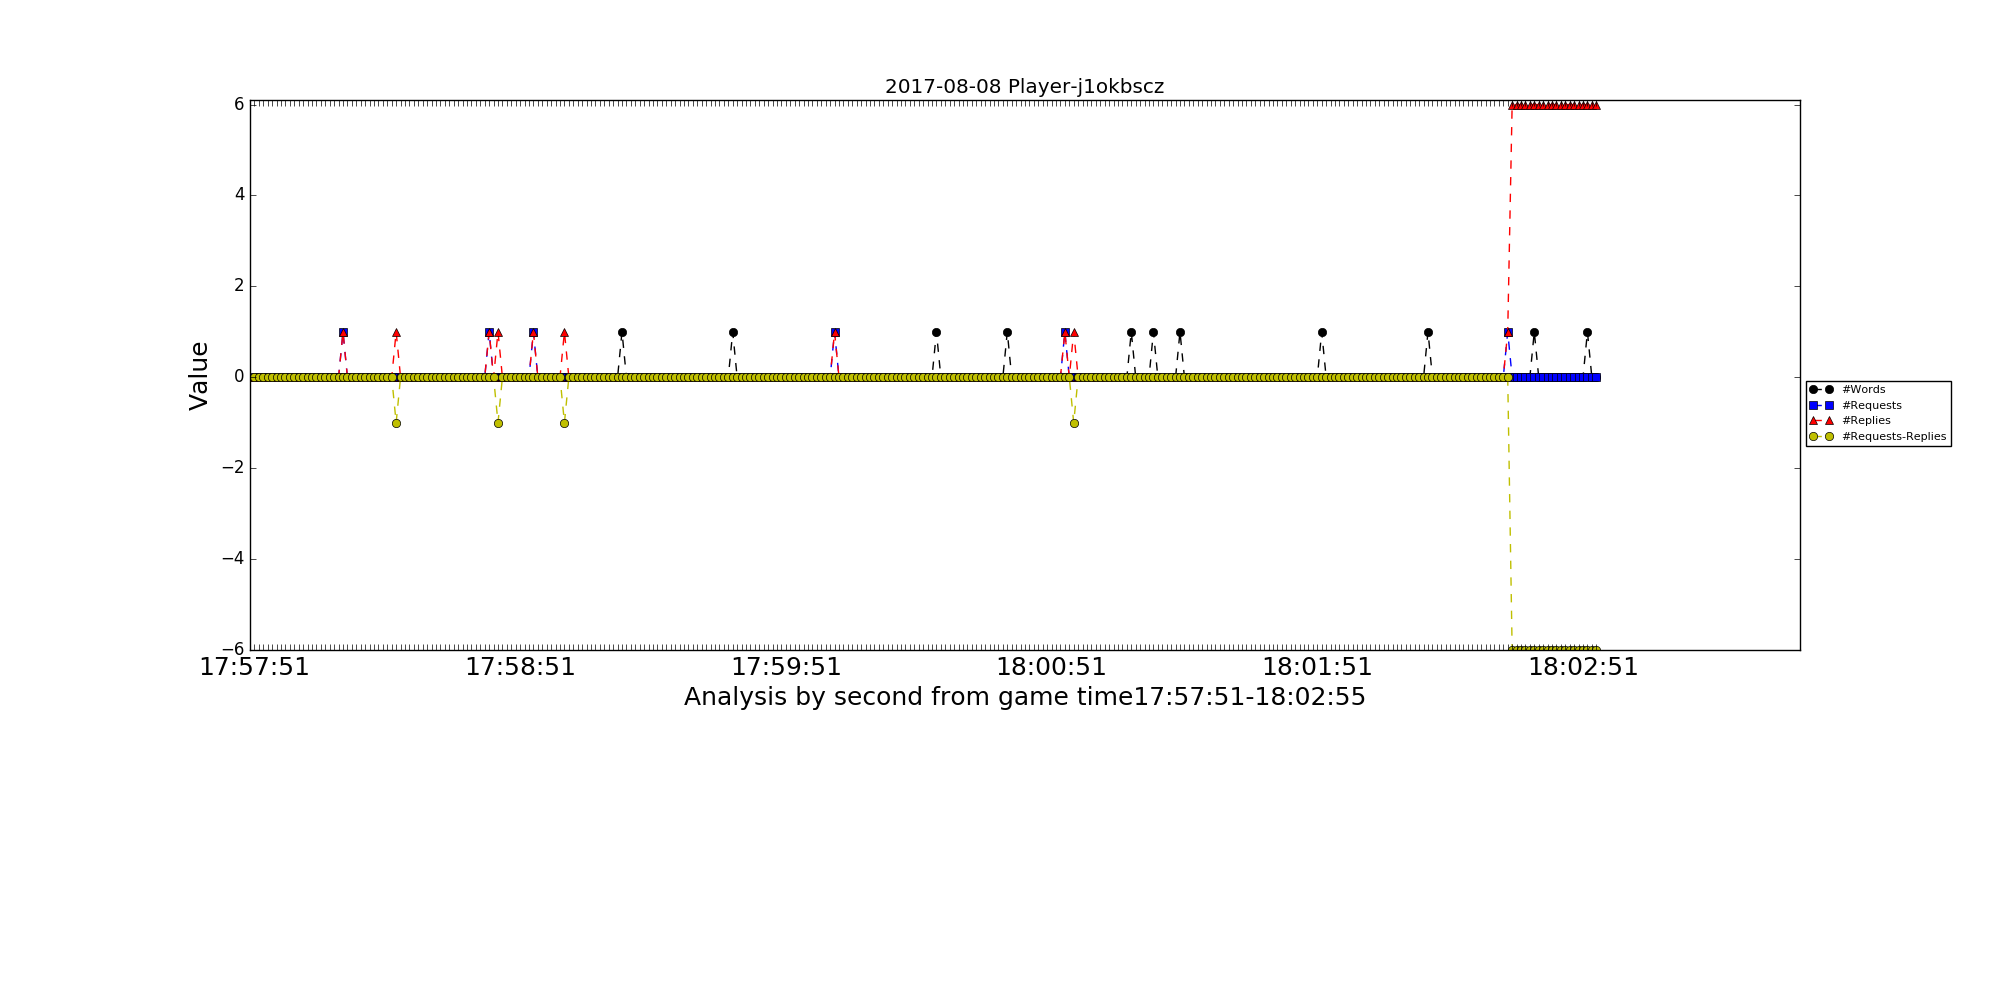 2017-08-08 Player-j1okbscz
6
4
2
0
−2
−4
−6
Value
17:57:51 17:58:51 17:59:51 18:00:51 18:01:51 18:02:51
Analysis by second from game time17:57:51-18:02:55
#Words
#Requests
#Replies
#Requests-Replies